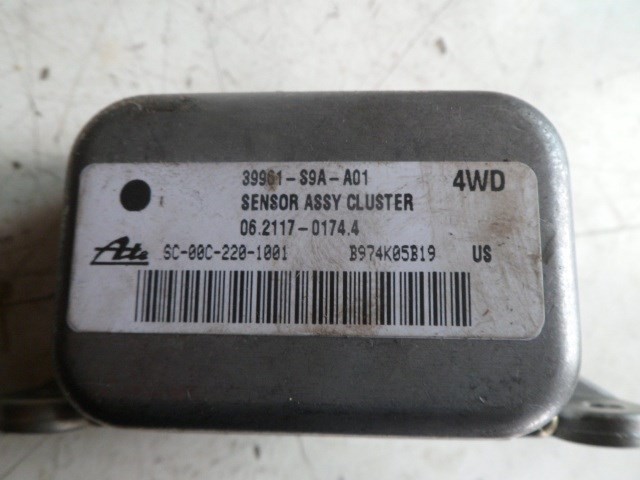 39961-S9A-A01 4WD
SENSOR ASSY CLUSTER
06.2117-0174.4
Ate SC-00C-220-1001 B974K05B19 US